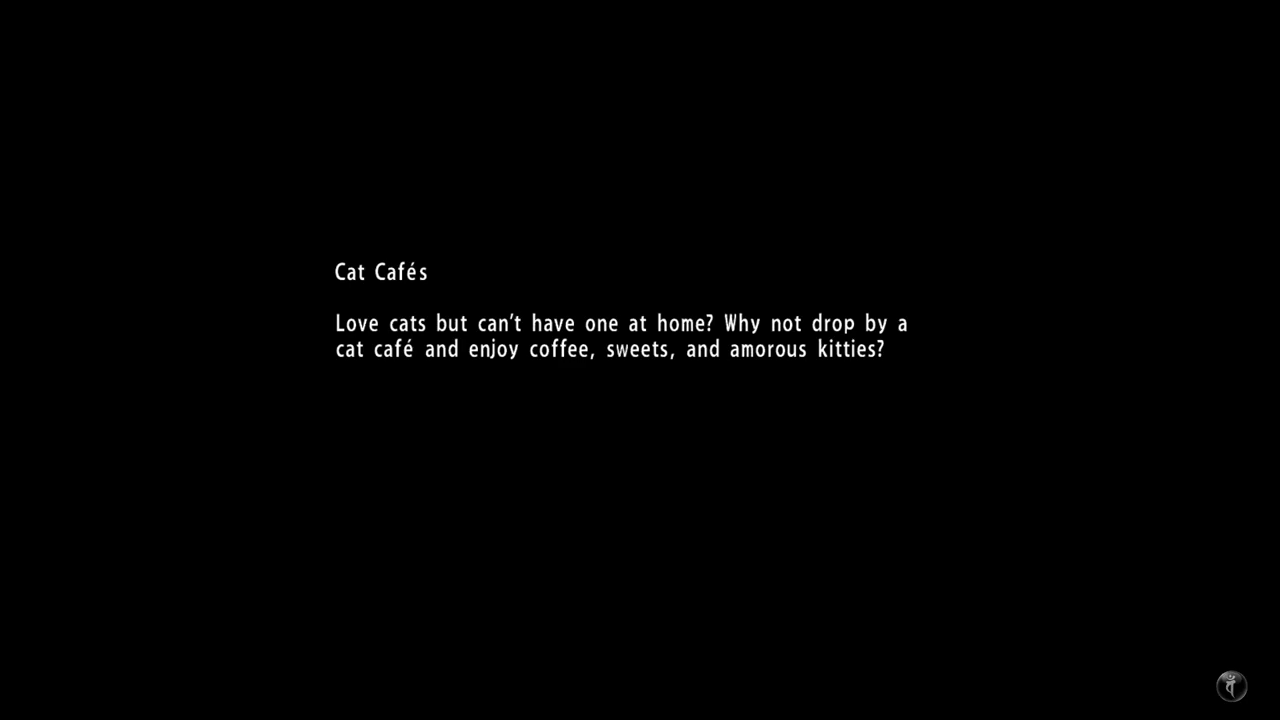 Cat Cafés
Love cats but can't have one at home? Why not drop by a
cat café and enjoy coffee, sweets, and amorous kitties?